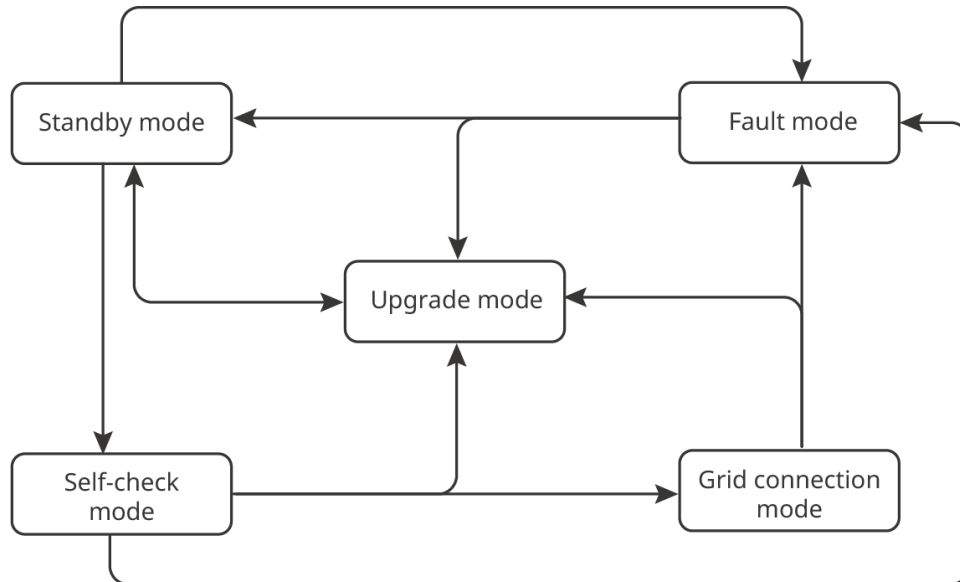 Standby mode
Fault mode
Upgrade mode
Self-check
mode
Grid connection
mode